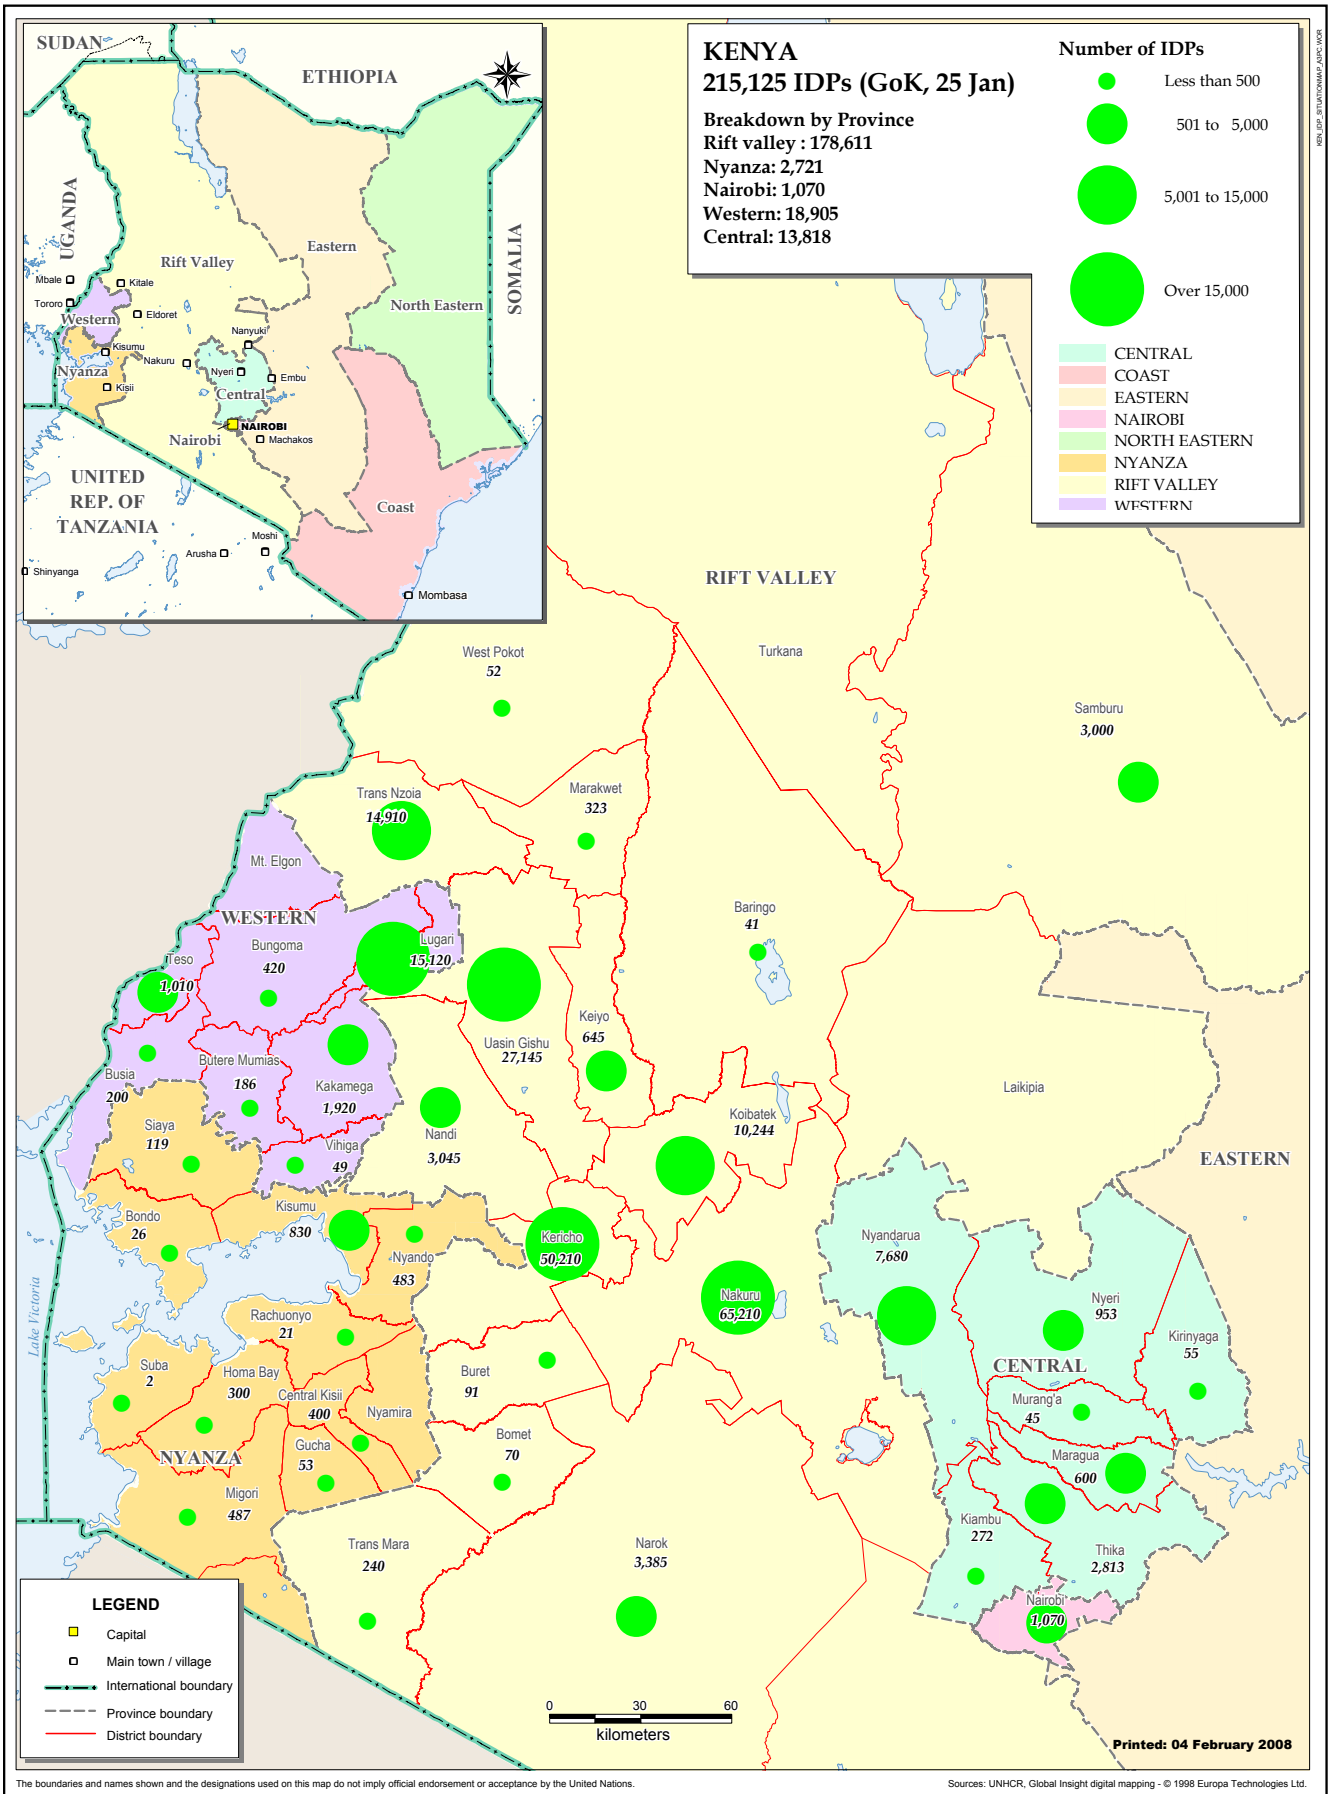 SUDAN
ETHIOPIA
UGANDA
SOMALIA
Eastern
Rift Valley
North Eastern
Mbale
Kitale
Tororo
Eldoret
Western
Nanyuki
Kisumu
Nakuru
Nyeri
Embu
Nyanza
Kisii
Central
NAIROBI
Nairobi
Machakos
UNITED
REP. OF
TANZANIA
Coast
Moshi
Arusha
Shinyanga
Mombasa
KENYA
215,125 IDPs (GoK, 25 Jan)
Breakdown by Province
Rift valley : 178,611
Nyanza: 2,721
Nairobi: 1,070
Western: 18,905
Central: 13,818
Number of IDPs
Less than 500
501 to 5,000
5,001 to 15,000
Over 15,000
CENTRAL
COAST
EASTERN
NAIROBI
NORTH EASTERN
NYANZA
RIFT VALLEY
WESTERN
KEN_IDP_SITUATIONMAP_A3PC.WOR
RIFT VALLEY
West Pokot
52
Turkana
Samburu
3,000
Trans Nzoia
14,910
Marakwet
323
Mt. Elgon
WESTERN
Baringo
41
Bungoma
420
Lugari
15,120
Teso
1,010
Keiyo
645
Uasin Gishu
27,145
Butere Mumias
186
Busia
200
Kakamega
1,920
Laikipia
Koibatek
10,244
Siaya
119
Nandi
3,045
Vihiga
49
EASTERN
Bondo
26
Kisumu
830
Kericho
50,210
Nyandarua
7,680
Nyando
483
Lake Victoria
Nakuru
65,210
Nyeri
953
Rachuonyo
21
Kirinyaga
55
Suba
2
Homa Bay
300
Buret
91
CENTRAL
Central Kisii
400
Nyamira
Murang'a
45
Bomet
70
Gucha
53
NYANZA
Maragua
600
Migori
487
Kiambu
272
Trans Mara
240
Narok
3,385
Thika
2,813
Nairobi
1,070
LEGEND
Capital
Main town / village
International boundary
Province boundary
District boundary
0 30 60
kilometers
Printed: 04 February 2008
The boundaries and names shown and the designations used on this map do not imply official endorsement or acceptance by the United Nations.
Sources: UNHCR, Global Insight digital mapping - © 1998 Europa Technologies Ltd.